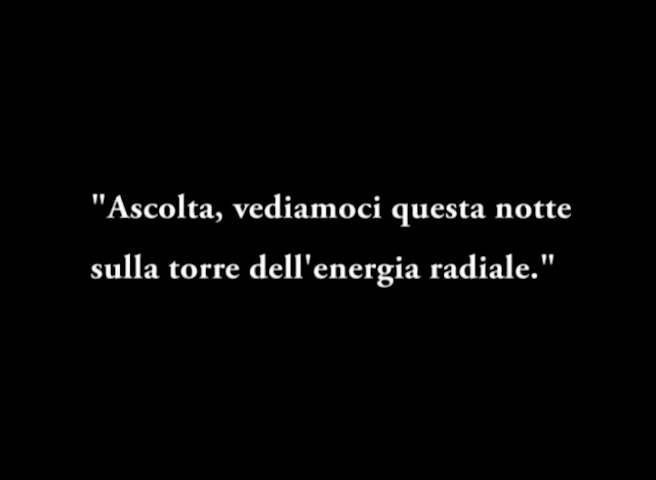 "Ascolta, vediamoci questa notte
sulla torre dell'energia radiale."